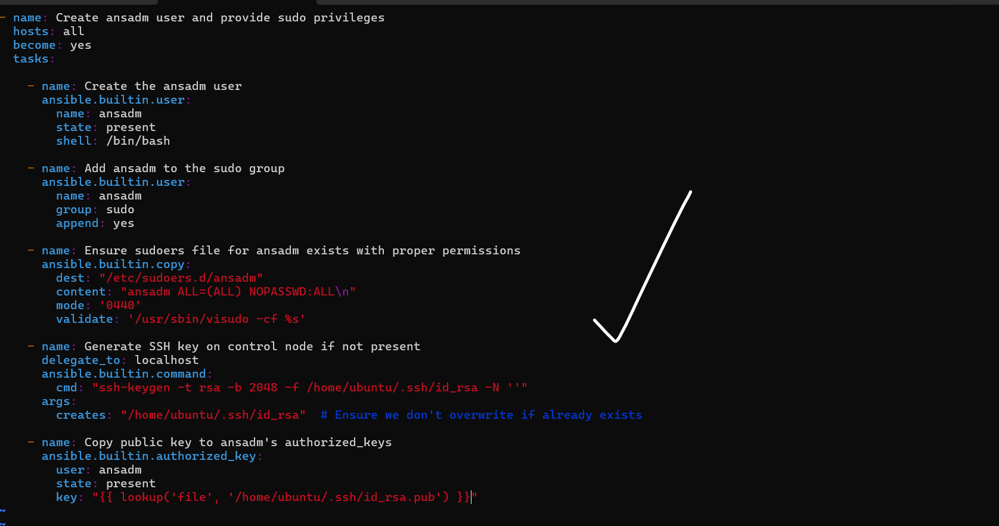 - name: Create ansadm user and provide sudo privileges
  hosts: all
  become: yes
  tasks:

    - name: Create the ansadm user
      ansible.builtin.user:
        name: ansadm
        state: present
        shell: /bin/bash

    - name: Add ansadm to the sudo group
      ansible.builtin.user:
        name: ansadm
        group: sudo
        append: yes

    - name: Ensure sudoers file for ansadm exists with proper permissions
      ansible.builtin.copy:
        dest: "/etc/sudoers.d/ansadm"
        content: "ansadm ALL=(ALL) NOPASSWD:ALL\n"
        mode: '0440'
        validate: '/usr/sbin/visudo -cf %s'

    - name: Generate SSH key on control node if not present
      delegate_to: localhost
      ansible.builtin.command:
        cmd: "ssh-keygen -t rsa -b 2048 -f /home/ubuntu/.ssh/id_rsa -N ''"
      args:
        creates: "/home/ubuntu/.ssh/id_rsa"  # Ensure we don't overwrite if already exists

    - name: Copy public key to ansadm's authorized_keys
      ansible.builtin.authorized_key:
        user: ansadm
        state: present
        key: "{{ lookup('file', '/home/ubuntu/.ssh/id_rsa.pub') }}"
~
~